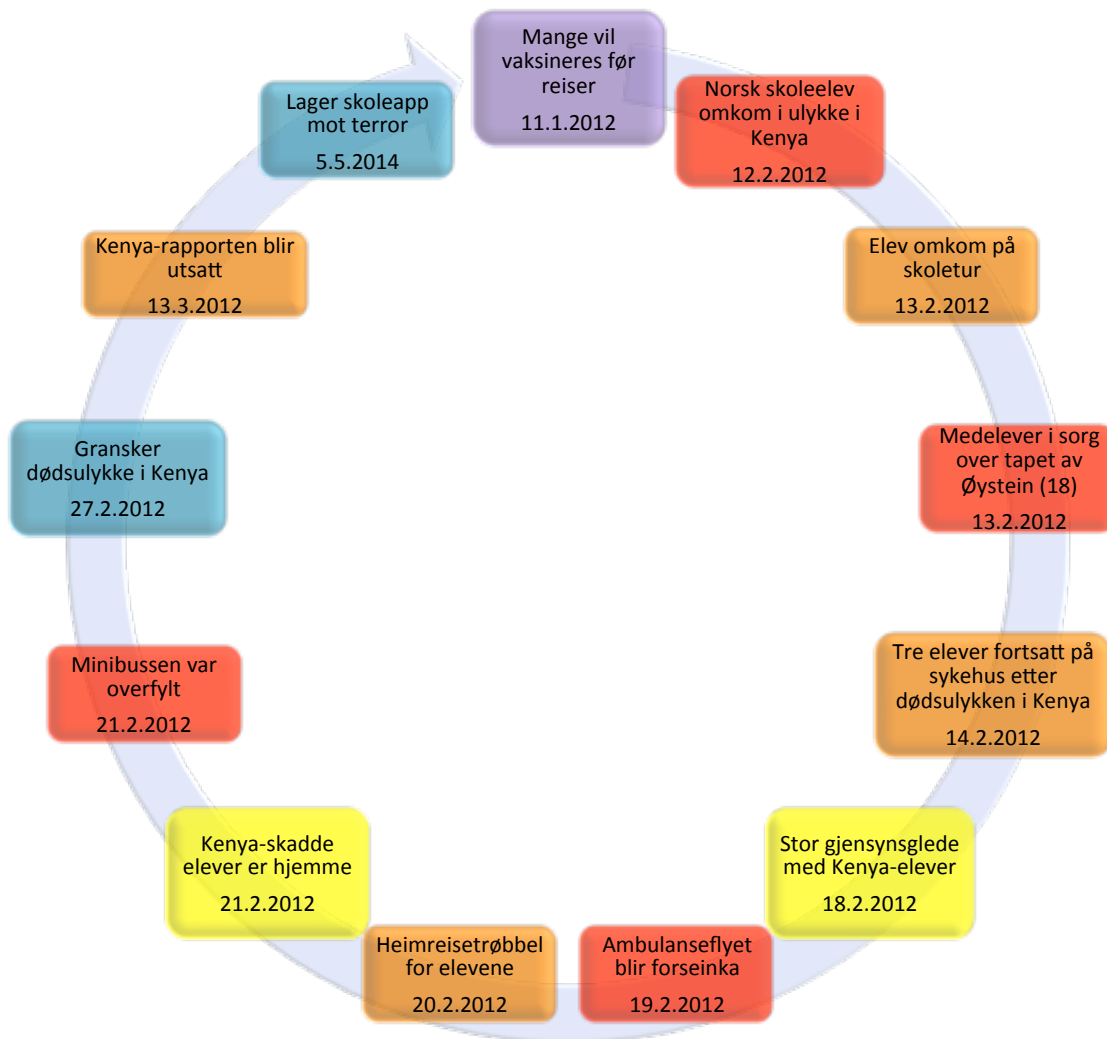 Mange vil
vaksineres før
reiser
11.1.2012
Norsk skoleelev
omkom i ulykke i
Kenya
12.2.2012
Elev omkom på
skoletur
13.2.2012
Medelever i sorg
over tapet av
Øystein (18)
13.2.2012
Tre elever fortsatt på
sykehus etter
dødsulykken i Kenya
14.2.2012
Stor gjensynsglede
med Kenya-elever
18.2.2012
Ambulanseflyet
blir forseinka
19.2.2012
Heimreisetrøbbel
for elevene
20.2.2012
Kenya-skadde
elever er hjemme
21.2.2012
Minibussen var
overfylt
21.2.2012
Gransker
dødsulykke i Kenya
27.2.2012
Kenya-rapporten blir
utsatt
13.3.2012
Lager skoleapp
mot terror
5.5.2014